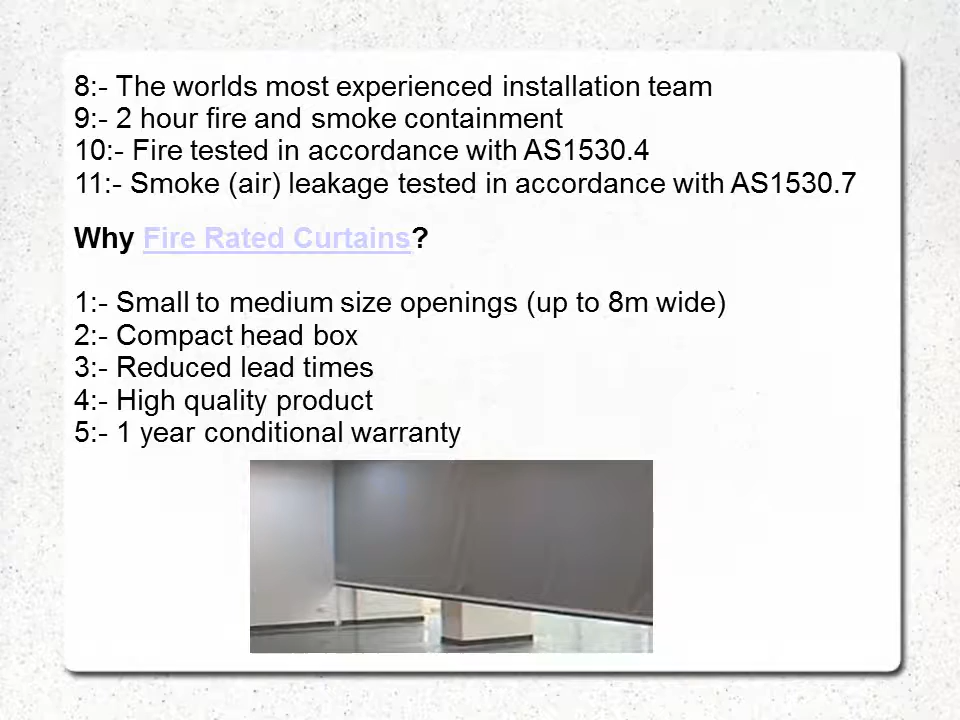 8:- The worlds most experienced installation team
9:- 2 hour fire and smoke containment
10:- Fire tested in accordance with AS1530.4
11:- Smoke (air) leakage tested in accordance with AS1530.7
Why Fire Rated Curtains?
1:- Small to medium size openings (up to 8m wide)
2:- Compact head box
3:- Reduced lead times
4:- High quality product
5:- 1 year conditional warranty